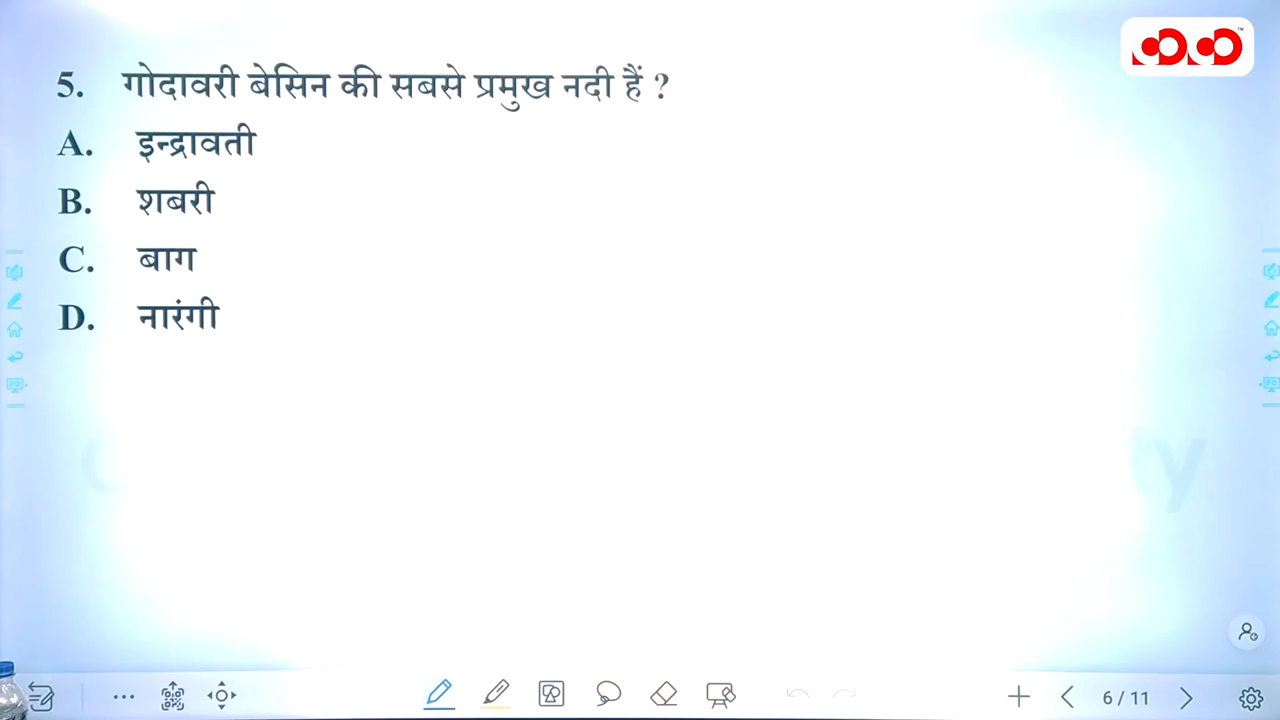 5. गोदावरी बेसिन की सबसे प्रमुख नदी हैं ?
A. इन्द्रावती
B. शबरी
C. बाग
D. नारंगी
6 / 11